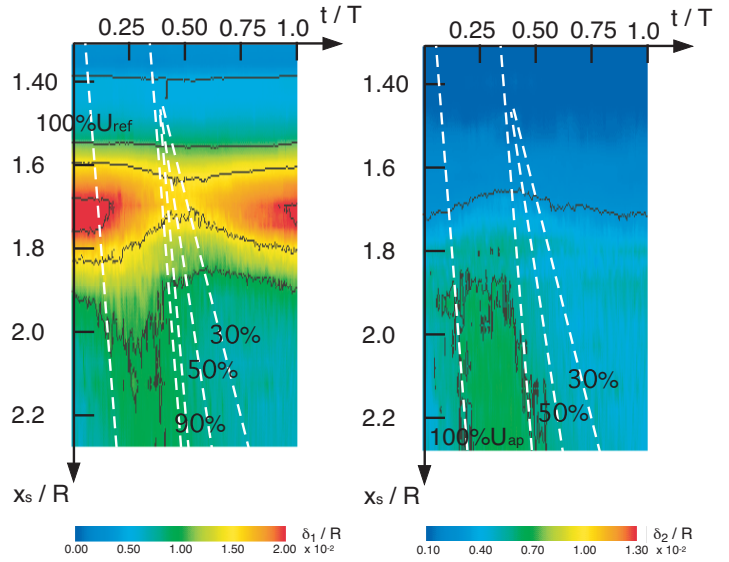 t / T
0.25 0.50 0.75 1.0
1.40
100%Uref
1.6
1.8
2.0
30%
50%
90%
2.2
xs / R
δ1 / R
0.00 0.50 1.00 1.50 2.00 x 10-2
t / T
0.25 0.50 0.75 1.0
1.40
1.6
1.8
2.0
30%
50%
2.2
100%Uap
xs / R
δ2 / R
0.10 0.40 0.70 1.00 1.30 x 10-2